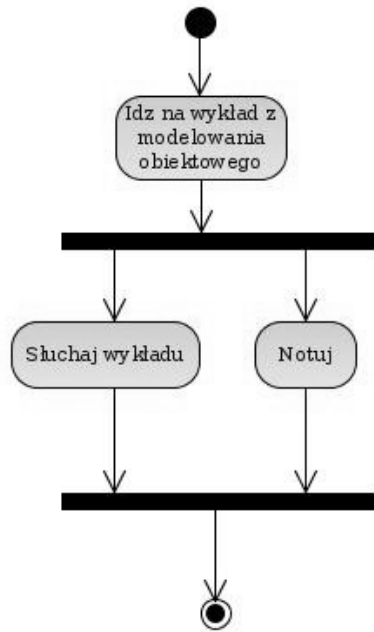 Idz na wykład z
modelowania
obiektowego
Słuchaj wykładu
Notuj